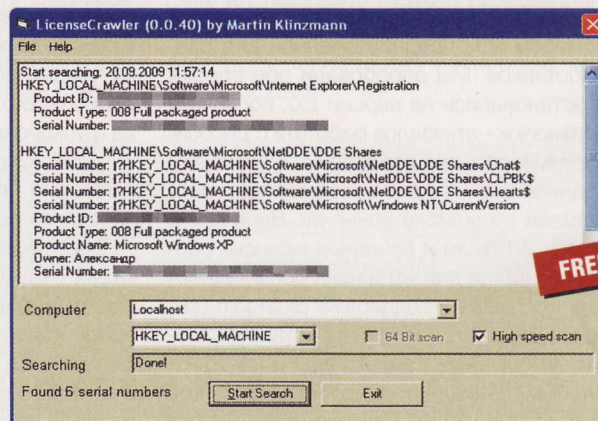 LicenseCrawler (0.0.40) by Martin Klinzmann
File Help
Start searching. 20.09.2009 11:57:14
HKEY_LOCAL_MACHINE\Software\Microsoft\Internet Explorer\Registration
Product ID:
Product Type: 008 Full packaged product
Serial Number:
HKEY_LOCAL_MACHINE\Software\Microsoft\NetDDE\DDE Shares
Serial Number: ŗ?HKEY_LOCAL_MACHINE\Software\Microsoft\NetDDE\DDE Shares\Chat$
Serial Number: ŗ?HKEY_LOCAL_MACHINE\Software\Microsoft\NetDDE\DDE Shares\CLPBK$
Serial Number: ŗ?HKEY_LOCAL_MACHINE\Software\Microsoft\NetDDE\DDE Shares\Hearts$
Serial Number: ŗ?HKEY_LOCAL_MACHINE\Software\Microsoft\Windows NT\CurrentVersion
Product ID:
Product Type: 008 Full packaged product
Product Name: Microsoft Windows XP
Owner: Александр
Serial Number:
FREE
Computer Localhost
HKEY_LOCAL_MACHINE 64 Bit scan High speed scan
Searching Done!
Found 6 serial numbers Start Search Exit